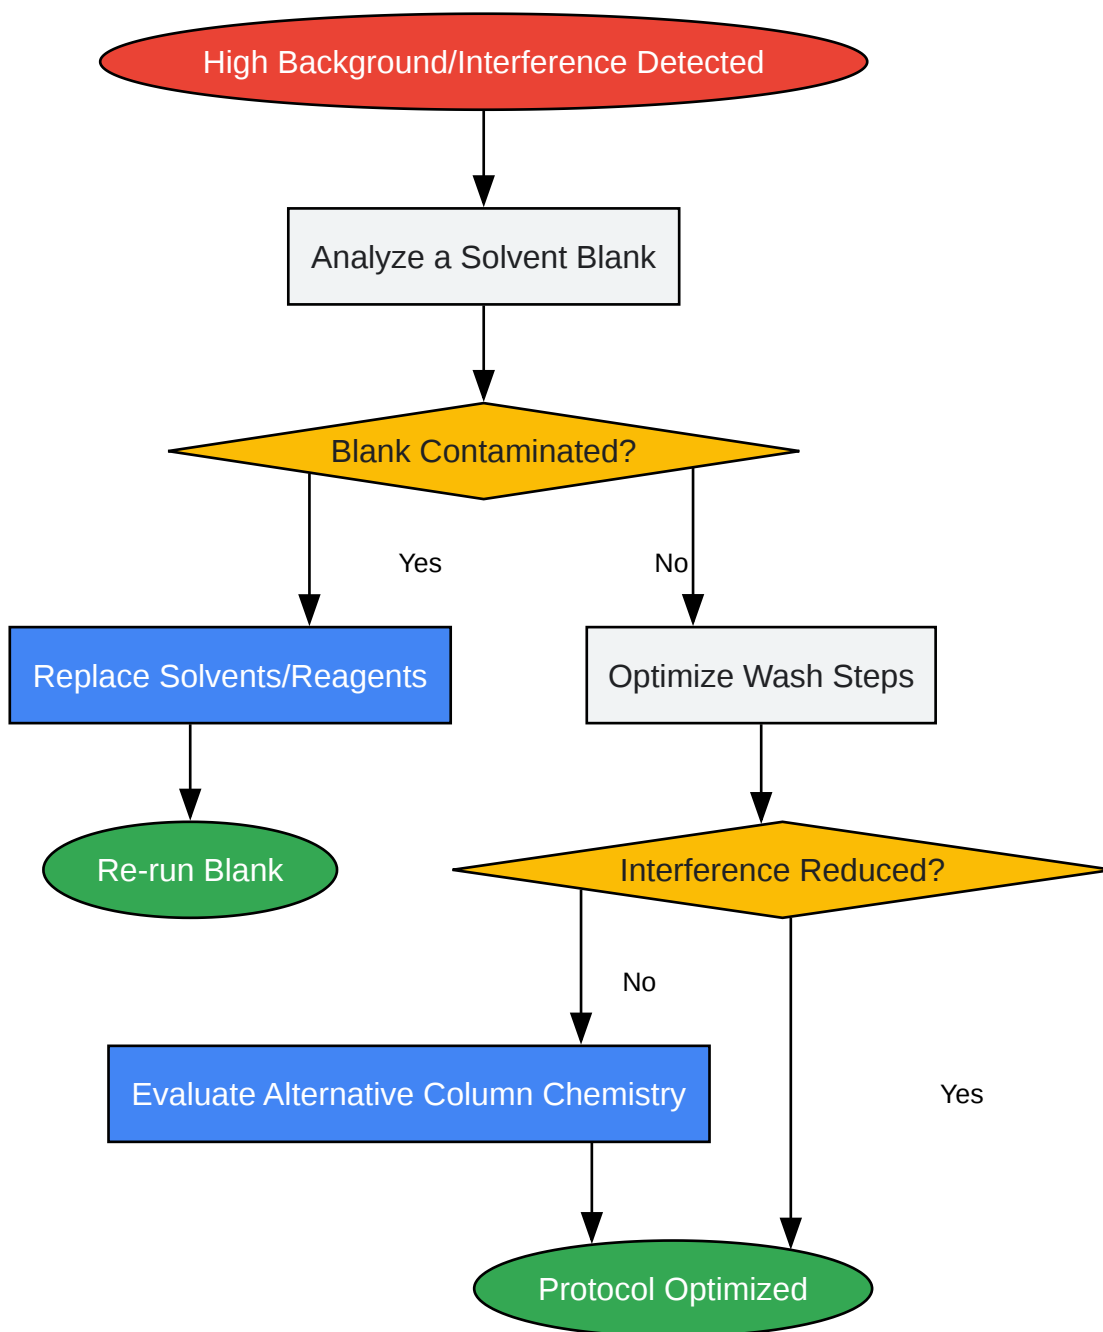 High Background/Interference Detected
Analyze a Solvent Blank
Blank Contaminated?
Yes
No
Replace Solvents/Reagents
Optimize Wash Steps
Re-run Blank
Interference Reduced?
No
Evaluate Alternative Column Chemistry
Yes
Protocol Optimized